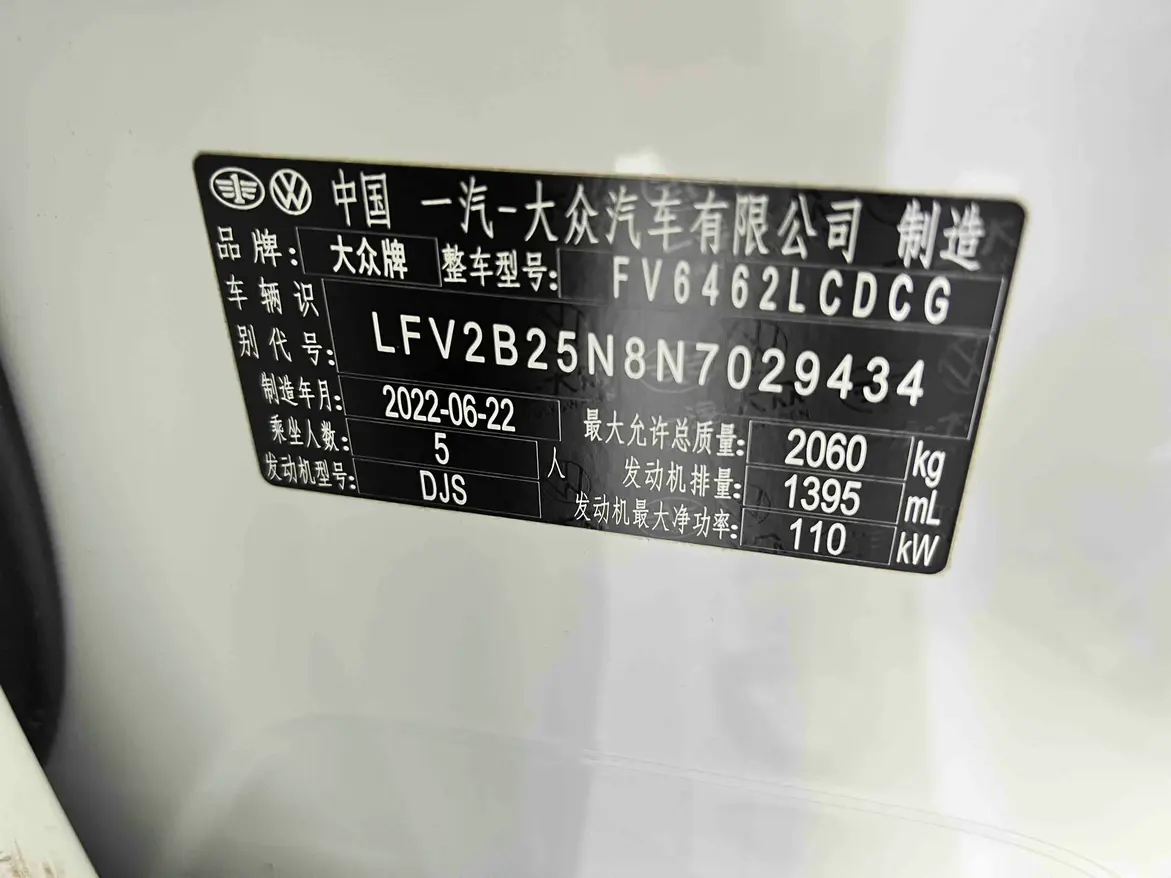 中国 一汽-大众汽车有限公司 制造
品牌: 大众牌 整车型号: FV6462LCDCG
车辆识别代号: LFV2B25N8N7029434
制造年月: 2022-06-22
乘坐人数: 5 人
发动机型号: DJS
最大允许总质量: 2060 kg
发动机排量: 1395 mL
发动机最大净功率: 110 kW